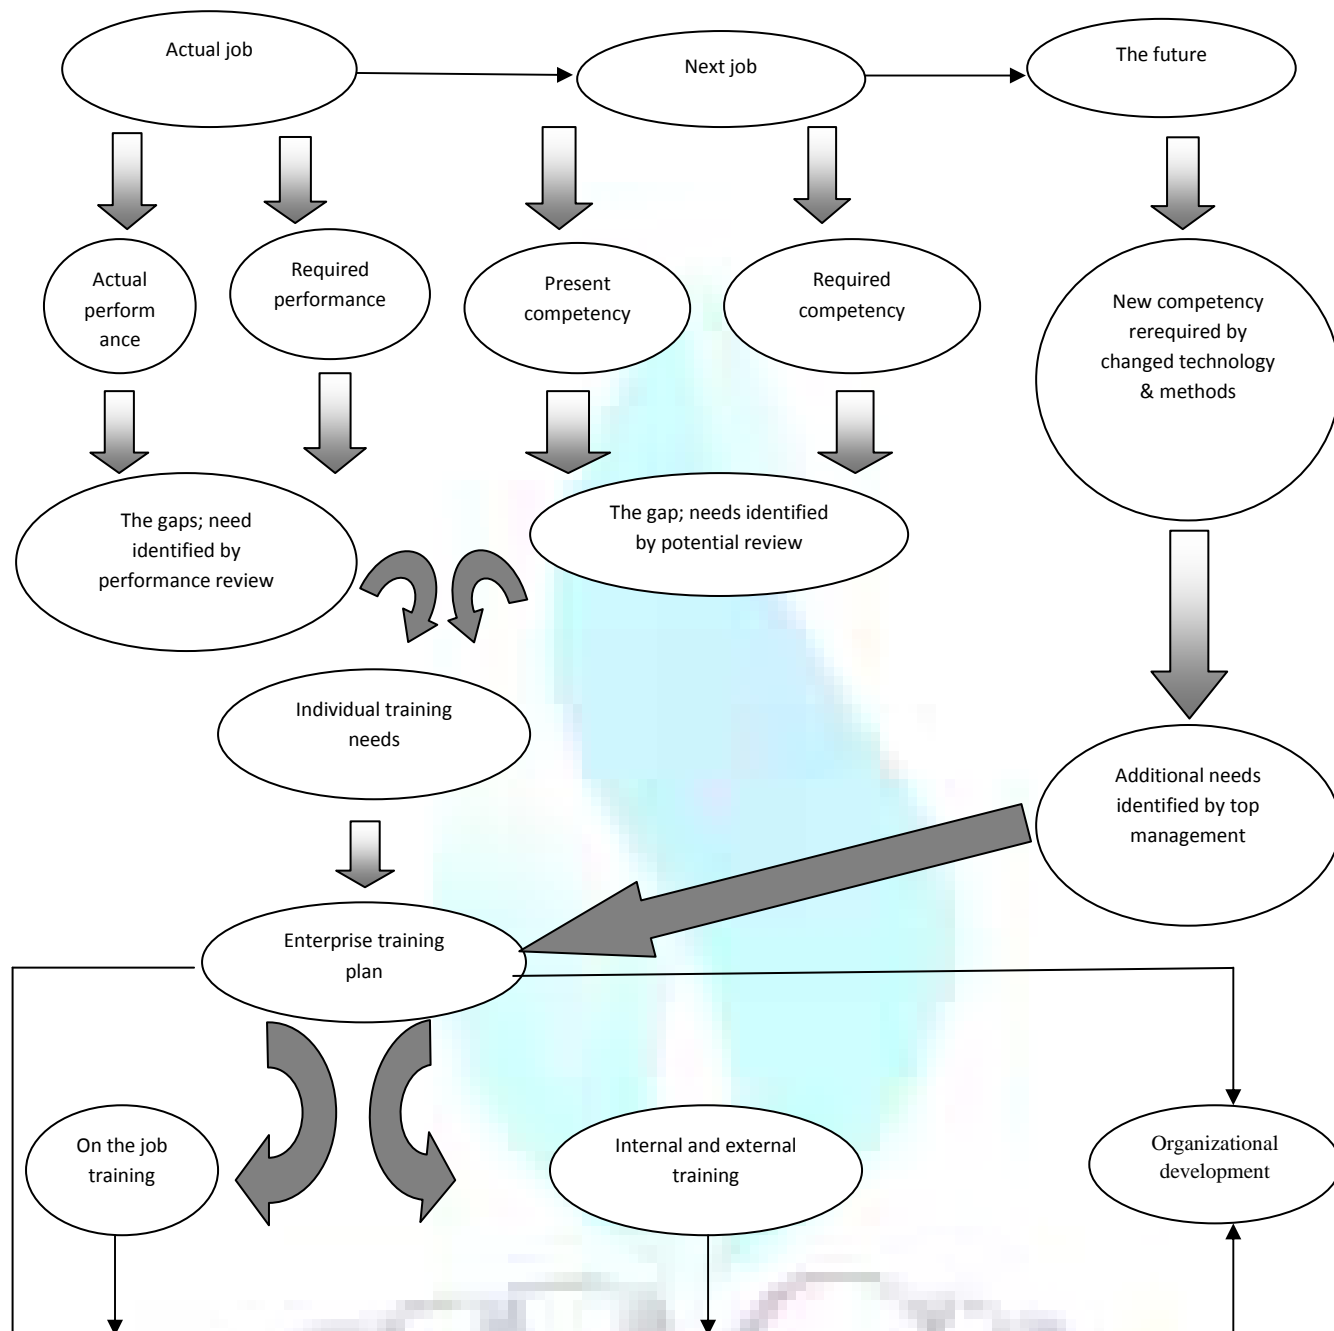 Actual job
Next job
The future
Actual
perform
ance
Required
performance
Present
competency
Required
competency
New competency
rerequired by
changed technology
& methods
The gaps; need
identified by
performance review
The gap; needs identified
by potential review
Individual training
needs
Additional needs
identified by top
management
Enterprise training
plan
On the job
training
Internal and external
training
Organizational
development